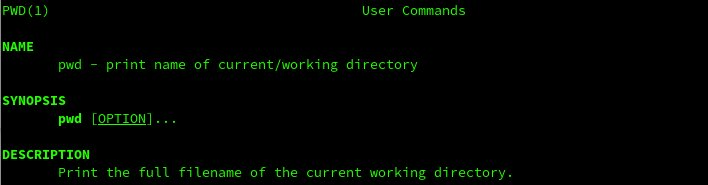 PWD(1) User Commands
NAME
pwd - print name of current/working directory
SYNOPSIS
pwd [OPTION]...
DESCRIPTION
Print the full filename of the current working directory.